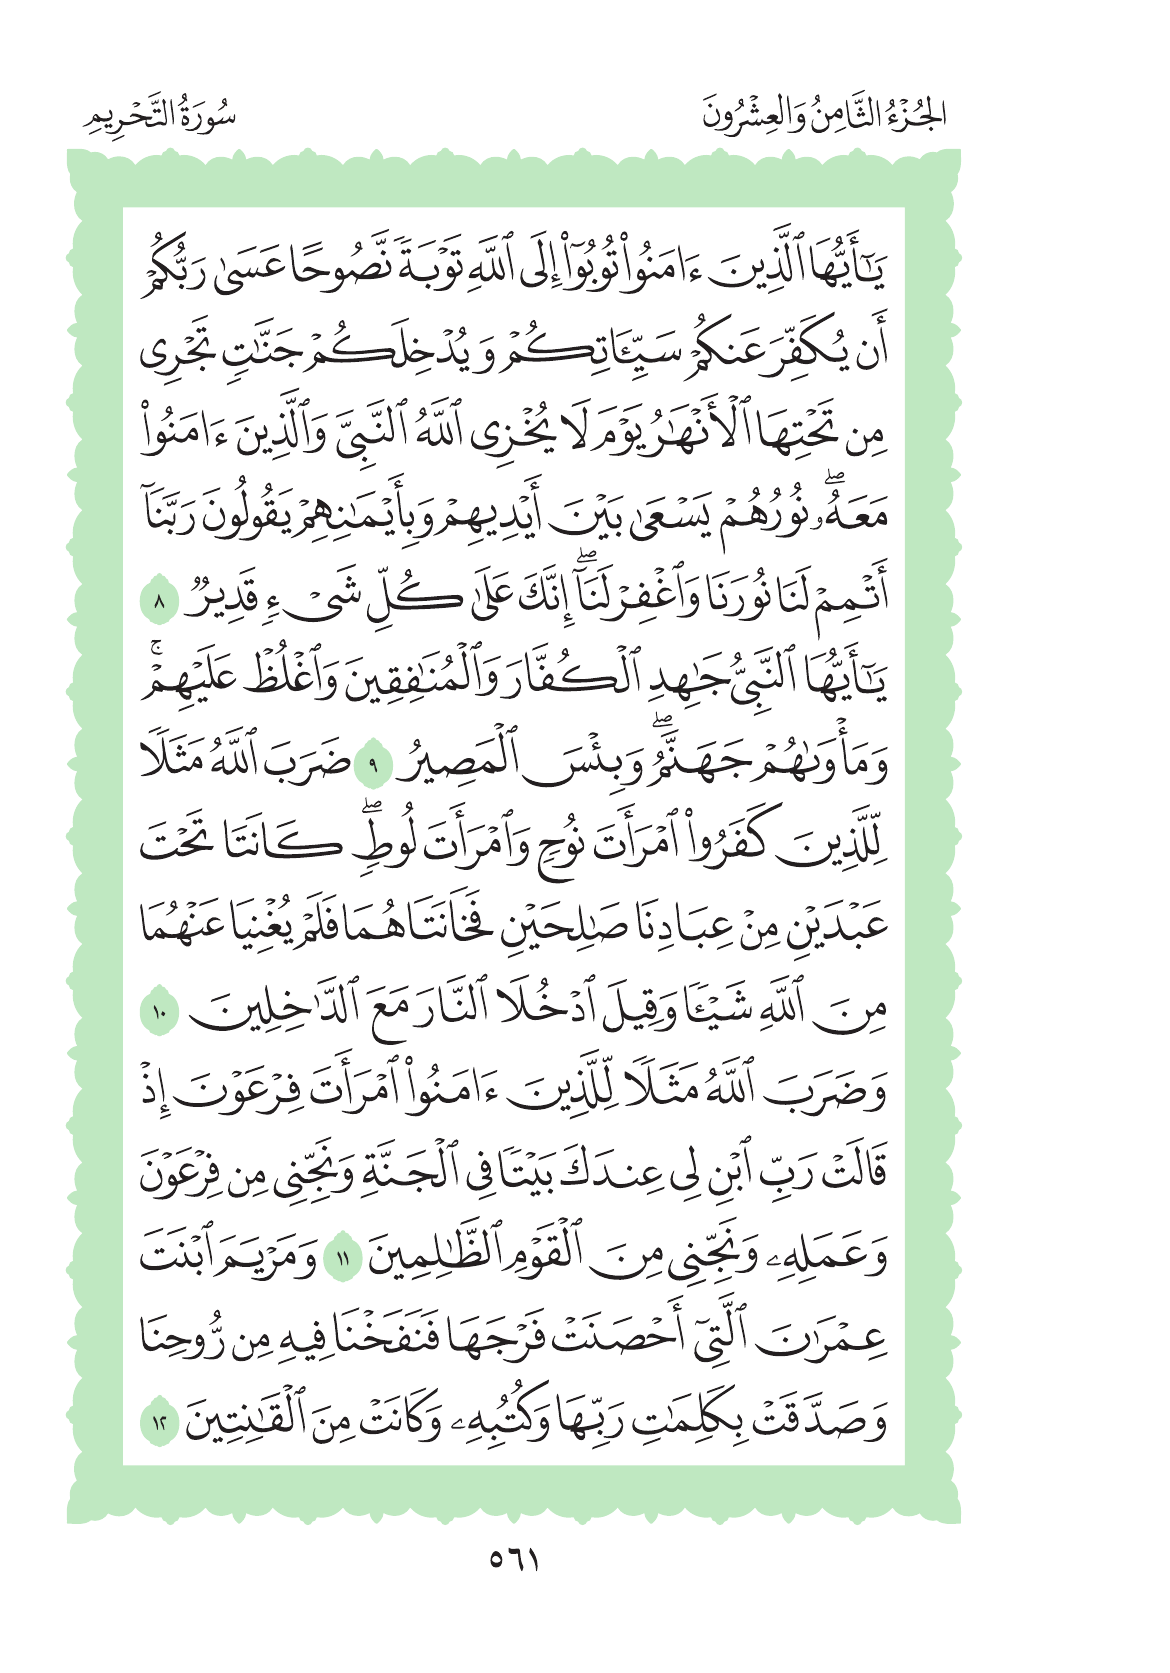 الجُزْءُ الثَّامِنُ وَالعِشْرُونَ
سُورَةُ التَّحْرِيمِ
يَـٰٓأَيُّهَا ٱلَّذِينَ ءَامَنُوا۟ تُوبُوٓا۟ إِلَى ٱللَّهِ تَوْبَةً نَّصُوحًا عَسَىٰ رَبُّكُمْ
أَن يُكَفِّرَ عَنكُمْ سَيِّـَٔاتِكُمْ وَيُدْخِلَكُمْ جَنَّـٰتٍ تَجْرِى
مِن تَحْتِهَا ٱلْأَنْهَـٰرُ يَوْمَ لَا يُخْزِى ٱللَّهُ ٱلنَّبِىَّ وَٱلَّذِينَ ءَامَنُوا۟
مَعَهُۥ ۖ نُورُهُمْ يَسْعَىٰ بَيْنَ أَيْدِيهِمْ وَبِأَيْمَـٰنِهِمْ يَقُولُونَ رَبَّنَآ
أَتْمِمْ لَنَا نُورَنَا وَٱغْفِرْ لَنَآ ۖ إِنَّكَ عَلَىٰ كُلِّ شَىْءٍ قَدِيرٌ ٨
يَـٰٓأَيُّهَا ٱلنَّبِىُّ جَـٰهِدِ ٱلْكُفَّارَ وَٱلْمُنَـٰفِقِينَ وَٱغْلُظْ عَلَيْهِمْ ۚ
وَمَأْوَىٰهُمْ جَهَنَّمُ ۖ وَبِئْسَ ٱلْمَصِيرُ ٩ ضَرَبَ ٱللَّهُ مَثَلًا
لِّلَّذِينَ كَفَرُوا۟ ٱمْرَأَتَ نُوحٍ وَٱمْرَأَتَ لُوطٍ ۖ كَانَتَا تَحْتَ
عَبْدَيْنِ مِنْ عِبَادِنَا صَـٰلِحَيْنِ فَخَانَتَاهُمَا فَلَمْ يُغْنِيَا عَنْهُمَا
مِنَ ٱللَّهِ شَيْـًٔا وَقِيلَ ٱدْخُلَا ٱلنَّارَ مَعَ ٱلدَّٰخِلِينَ ١٠
وَضَرَبَ ٱللَّهُ مَثَلًا لِّلَّذِينَ ءَامَنُوا۟ ٱمْرَأَتَ فِرْعَوْنَ إِذْ
قَالَتْ رَبِّ ٱبْنِ لِى عِندَكَ بَيْتًا فِى ٱلْجَنَّةِ وَنَجِّنِى مِن فِرْعَوْنَ
وَعَمَلِهِۦ وَنَجِّنِى مِنَ ٱلْقَوْمِ ٱلظَّـٰلِمِينَ ١١ وَمَرْيَمَ ٱبْنَتَ
عِمْرَٰنَ ٱلَّتِىٓ أَحْصَنَتْ فَرْجَهَا فَنَفَخْنَا فِيهِ مِن رُّوحِنَا
وَصَدَّقَتْ بِكَلِمَـٰتِ رَبِّهَا وَكُتُبِهِۦ وَكَانَتْ مِنَ ٱلْقَـٰنِتِينَ ١٢
٥٦١